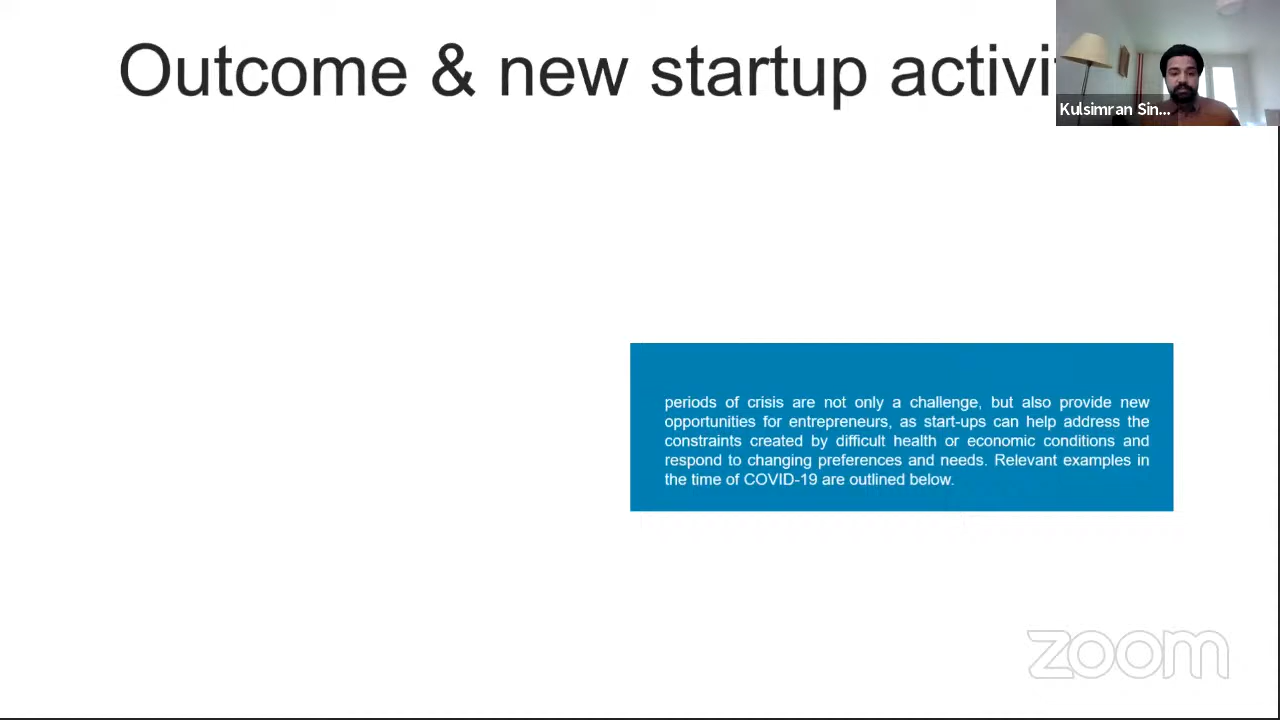 Outcome & new startup activi
Kulsimran Sin...
periods of crisis are not only a challenge, but also provide new
opportunities for entrepreneurs, as start-ups can help address the
constraints created by difficult health or economic conditions and
respond to changing preferences and needs. Relevant examples in
the time of COVID-19 are outlined below.
zoom